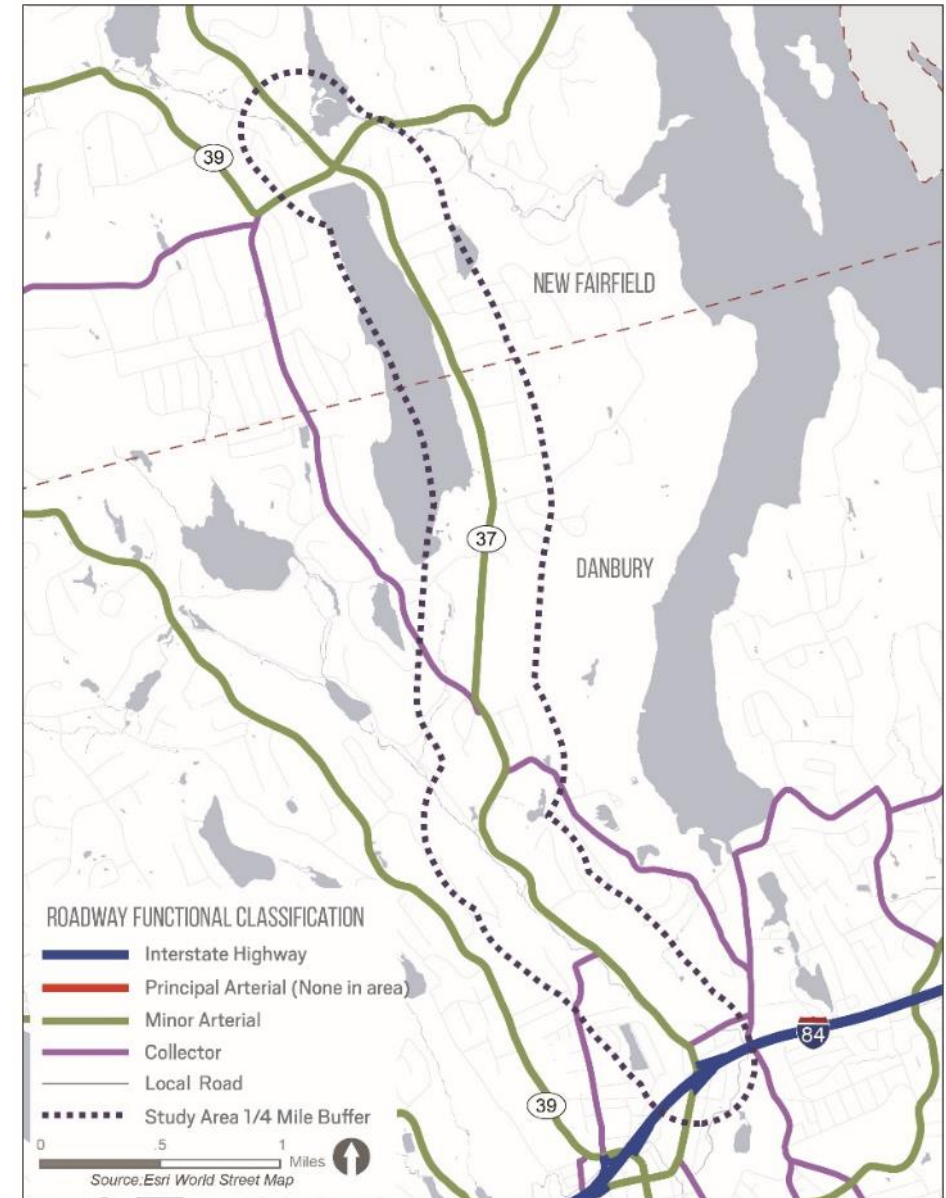 39
NEW FAIRFIELD
37
DANBURY
ROADWAY FUNCTIONAL CLASSIFICATION
Interstate Highway
Principal Arterial (None in area)
Minor Arterial
Collector
Local Road
Study Area 1/4 Mile Buffer
0 .5 1
Miles
Source:Esri World Street Map
84
39